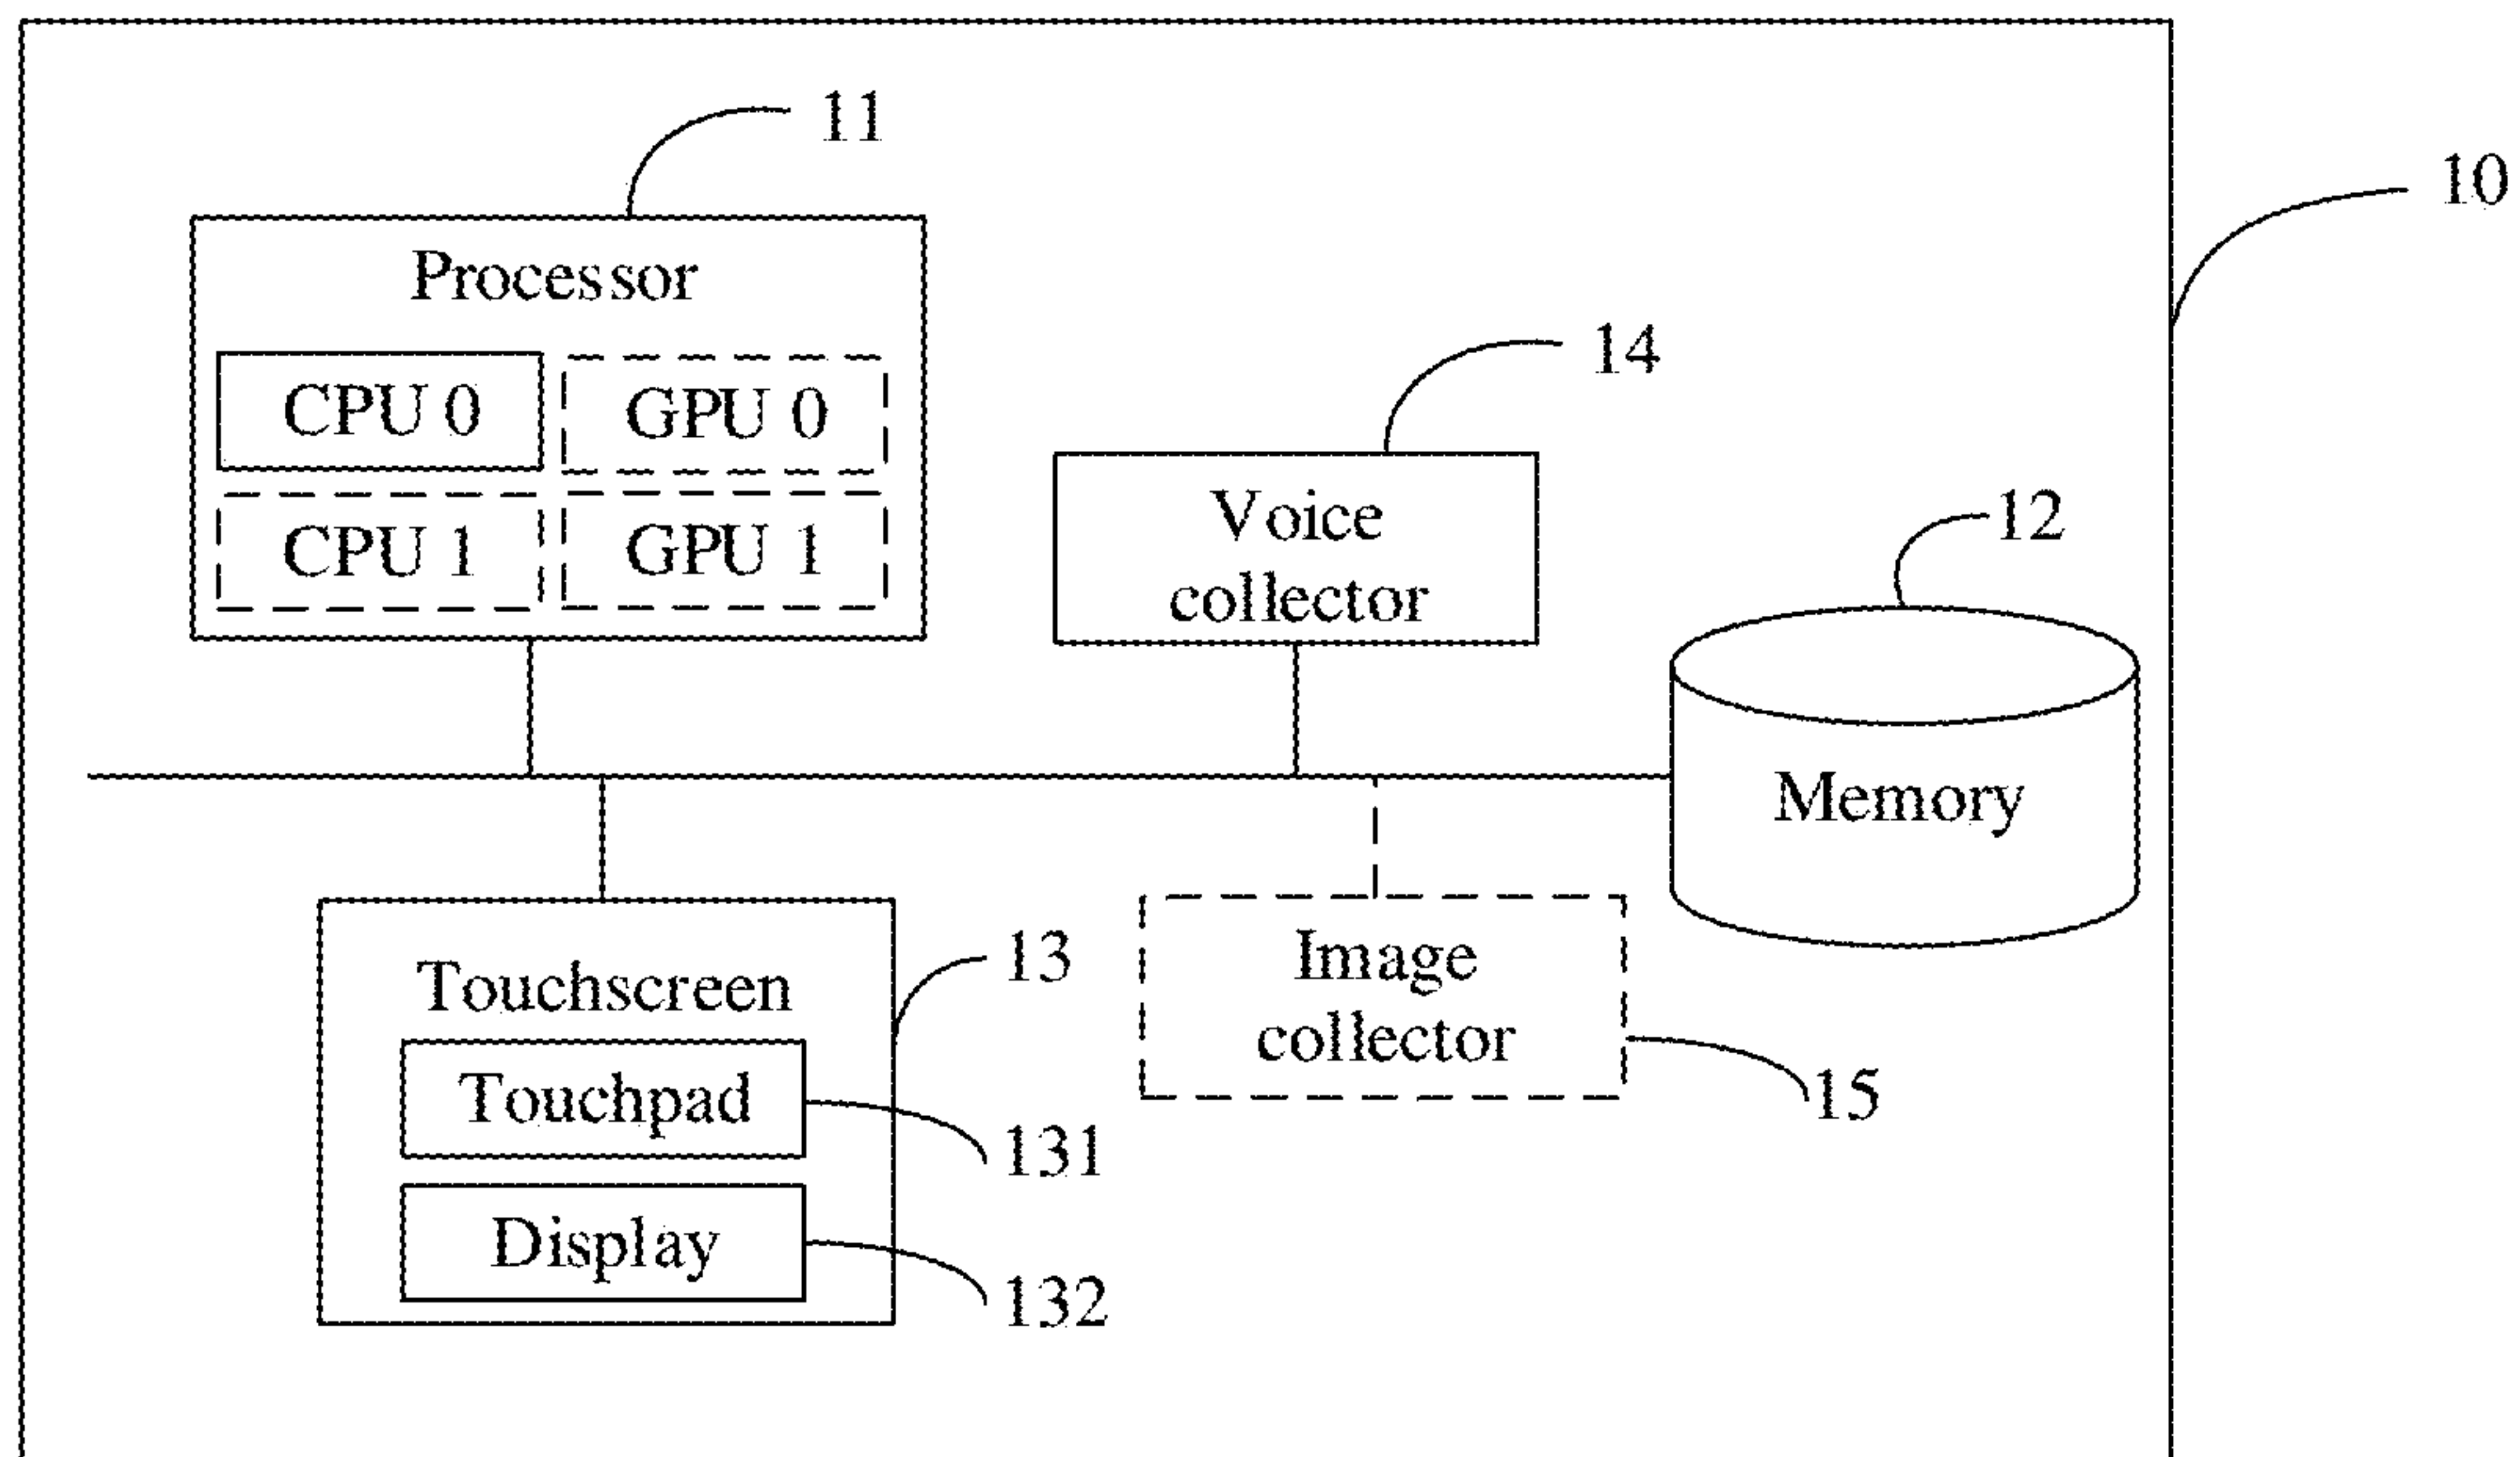 11
10
Processor
14
CPU 0
GPU 0
CPU 1
GPU 1
Voice
collector
12
Memory
Touchscreen
13
Image
collector
Touchpad
15
131
Display
132